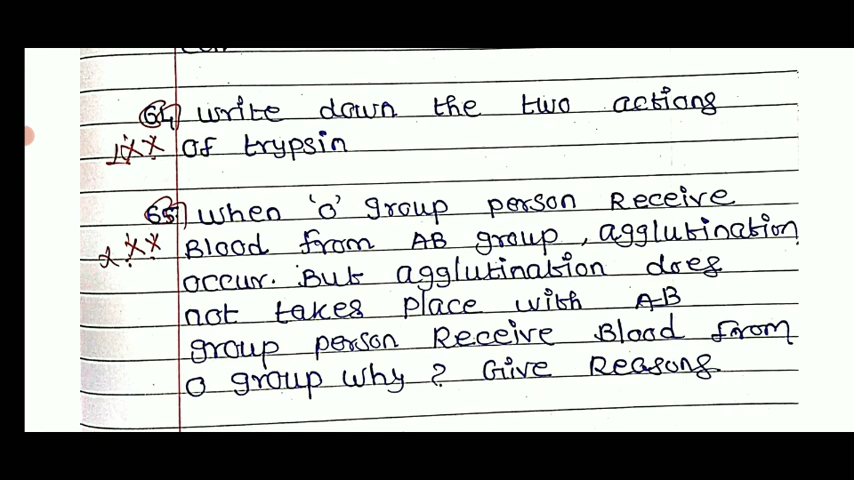 64) write down the two actions
of trypsin
65) when 'o' group person Receive
Blood from AB group, agglutination
occur. But agglutination does
not takes place with AB
group person Receive Blood from
O group why? Give Reasons